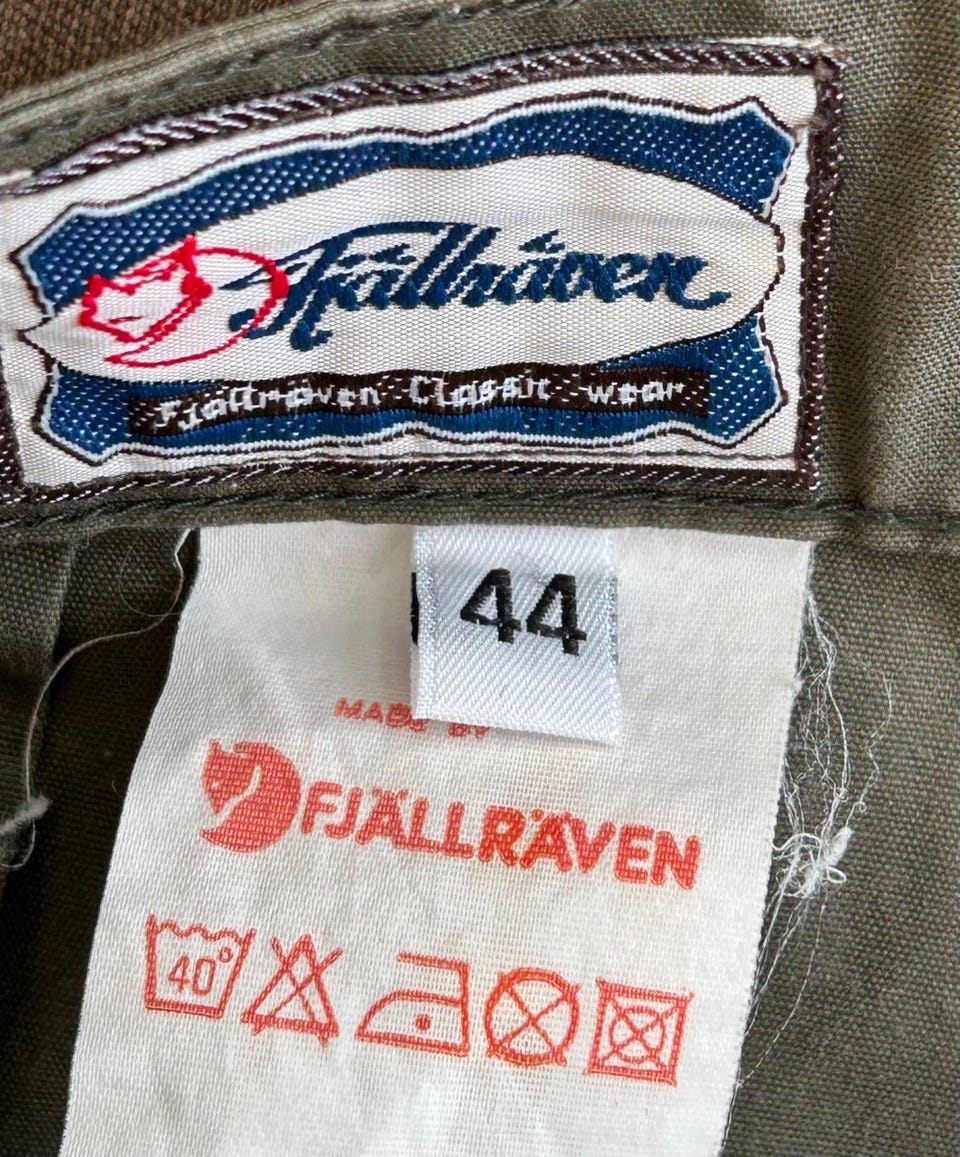 Fjällräven
Fjällräven Classic wear
44
MADE BY
FJÄLLRÄVEN
40°